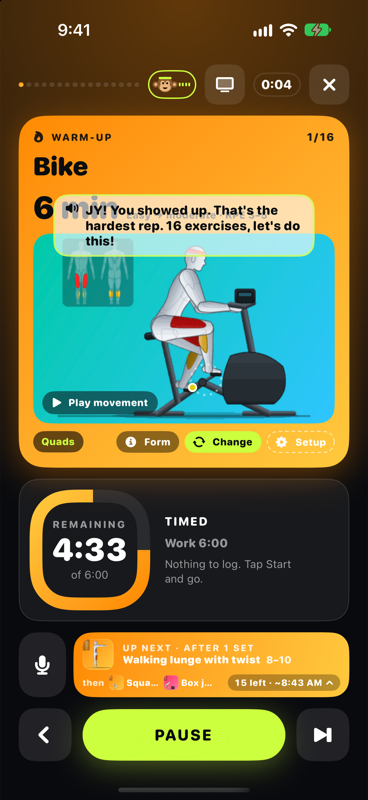 9:41
0:04
WARM-UP
1/16
Bike
6 min
JY! You showed up. That's the
hardest rep. 16 exercises, let's do
this!
Play movement
Quads
Form
Change
Setup
REMAINING
4:33
of 6:00
TIMED
Work 6:00
Nothing to log. Tap Start
and go.
UP NEXT · AFTER 1 SET
Walking lunge with twist 8–10
then
Squa...
Box j...
15 left · ~8:43 AM
PAUSE